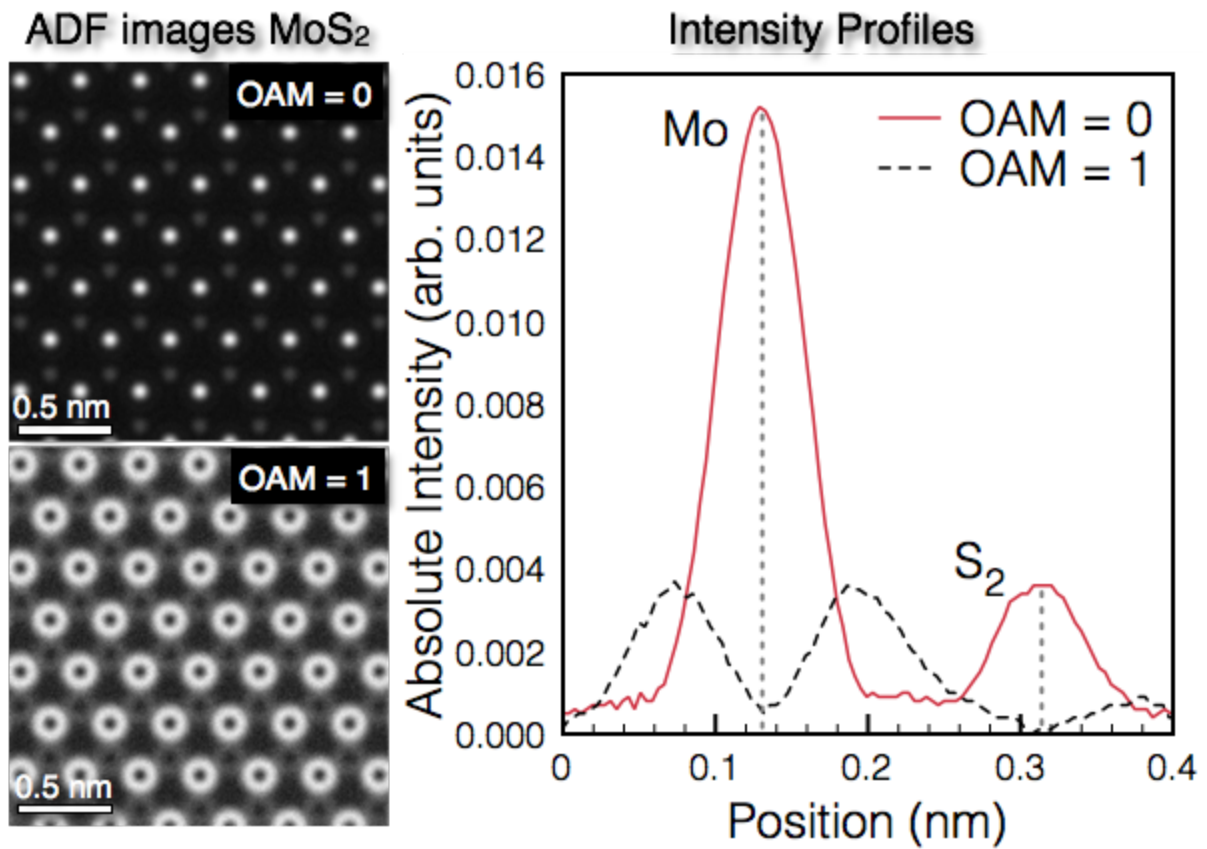 ADF images MoS₂
OAM = 0
0.5 nm
OAM = 1
0.5 nm
Intensity Profiles
Absolute Intensity (arb. units)
0.016
0.014
0.012
0.010
0.008
0.006
0.004
0.002
0.000
Mo
S₂
OAM = 0
OAM = 1
0 0.1 0.2 0.3 0.4
Position (nm)